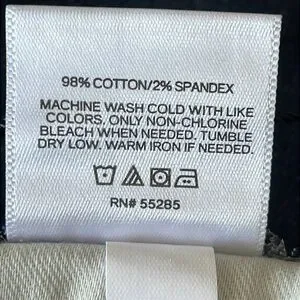 98% COTTON/2% SPANDEX
MACHINE WASH COLD WITH LIKE
COLORS, ONLY NON-CHLORINE
BLEACH WHEN NEEDED. TUMBLE
DRY LOW. WARM IRON IF NEEDED.
RN# 55285